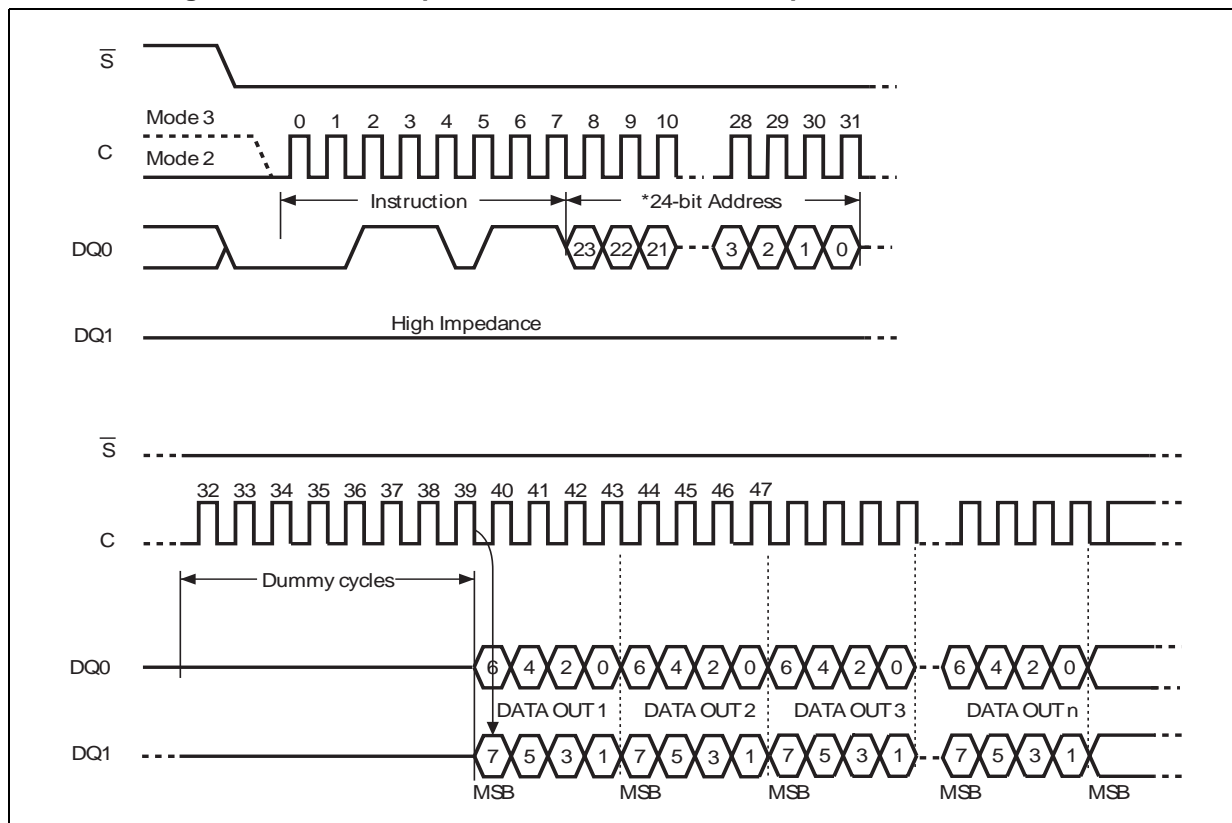 S
Mode 3
C
Mode 2
0 1 2 3 4 5 6 7 8 9 10 28 29 30 31
Instruction
*24-bit Address
DQ0
23 22 21 3 2 1 0
DQ1
High Impedance
S
32 33 34 35 36 37 38 39 40 41 42 43 44 45 46 47
C
Dummy cycles
DQ0
6 4 2 0 6 4 2 0 6 4 2 0 6 4 2 0
DATA OUT 1 DATA OUT 2 DATA OUT 3 DATA OUT n
DQ1
7 5 3 1 7 5 3 1 7 5 3 1 7 5 3 1
MSB MSB MSB MSB MSB